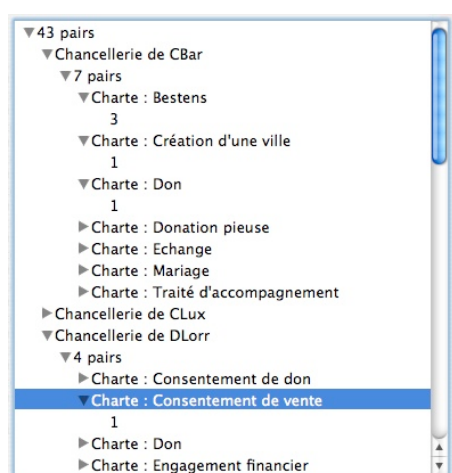 43 pairs
Chancellerie de CBar
7 pairs
Charte : Bestens
3
Charte : Création d'une ville
1
Charte : Don
1
Charte : Donation pieuse
Charte : Echange
Charte : Mariage
Charte : Traité d'accompagnement
Chancellerie de CLux
Chancellerie de DLorr
4 pairs
Charte : Consentement de don
Charte : Consentement de vente
1
Charte : Don
Charte : Engagement financier